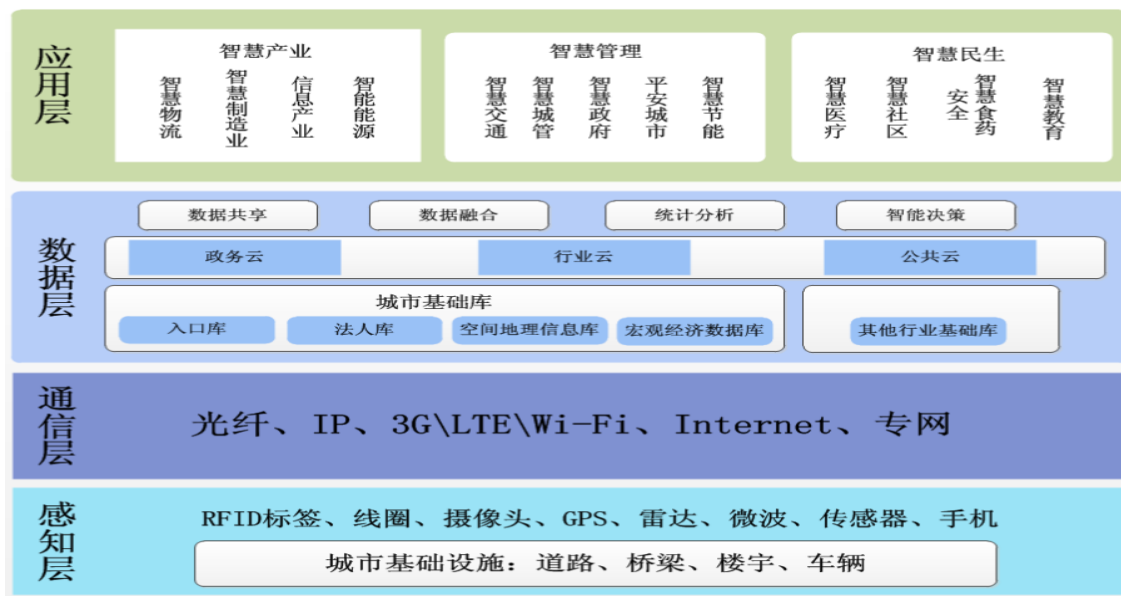 应用层
智慧产业
智慧物流
智慧制造业
信息产业
智能能源
智慧管理
智慧交通
智慧城管
智慧政府
平安城市
智慧节能
智慧民生
智慧医疗
智慧社区
智慧食药
安全
智慧教育
数据层
数据共享
数据融合
统计分析
智能决策
政务云
行业云
公共云
城市基础库
入口库
法人库
空间地理信息库
宏观经济数据库
其他行业基础库
通信层
光纤、IP、3G\LTE\Wi-Fi、Internet、专网
感知层
RFID标签、线圈、摄像头、GPS、雷达、微波、传感器、手机
城市基础设施：道路、桥梁、楼宇、车辆